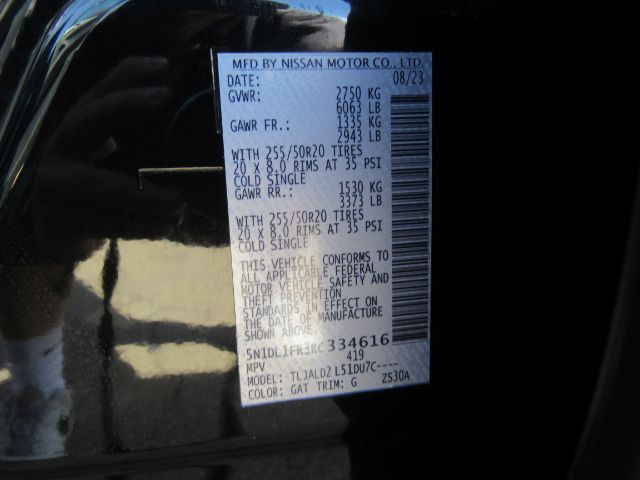 MFD BY NISSAN MOTOR CO., LTD.
DATE: 08/23
GVWR: 2750 KG
6063 LB
GAWR FR.: 1335 KG
2943 LB
WITH 255/50R20 TIRES
20 X 8.0 RIMS AT 35 PSI
COLD SINGLE
GAWR RR.: 1530 KG
3373 LB
WITH 255/50R20 TIRES
20 X 8.0 RIMS AT 35 PSI
COLD SINGLE
THIS VEHICLE CONFORMS TO
ALL APPLICABLE FEDERAL
MOTOR VEHICLE SAFETY AND
THEFT PREVENTION
STANDARDS IN EFFECT ON
THE DATE OF MANUFACTURE
SHOWN ABOVE.
5N1DL1FR3RC334616
MPV 419
MODEL: TLJALD2 L51DU7C----
COLOR: GAT TRIM: G ZS30A